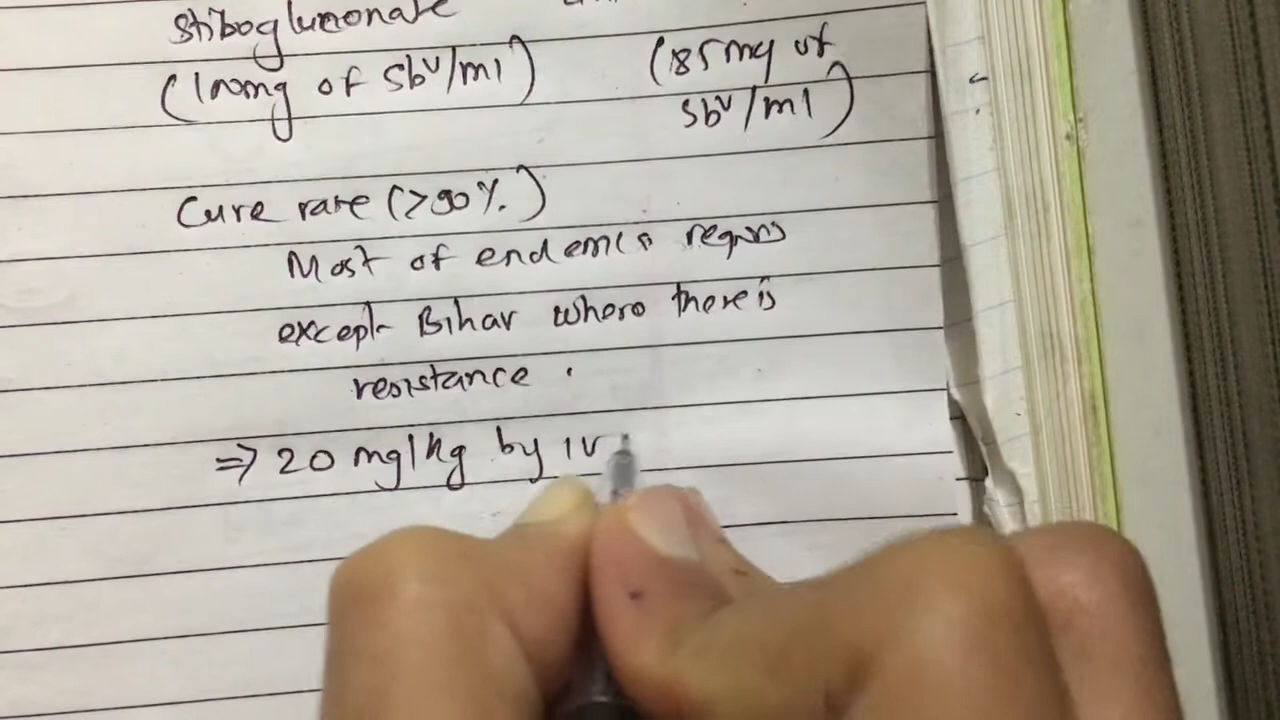 stiboglueonate
(100mg of Sbv/ml) (85mg of
Sbv/ml)
Cure rate (>90%.)
Most of endemic regions
except Bihar where there is
resistance.
=> 20 mg/kg by IV